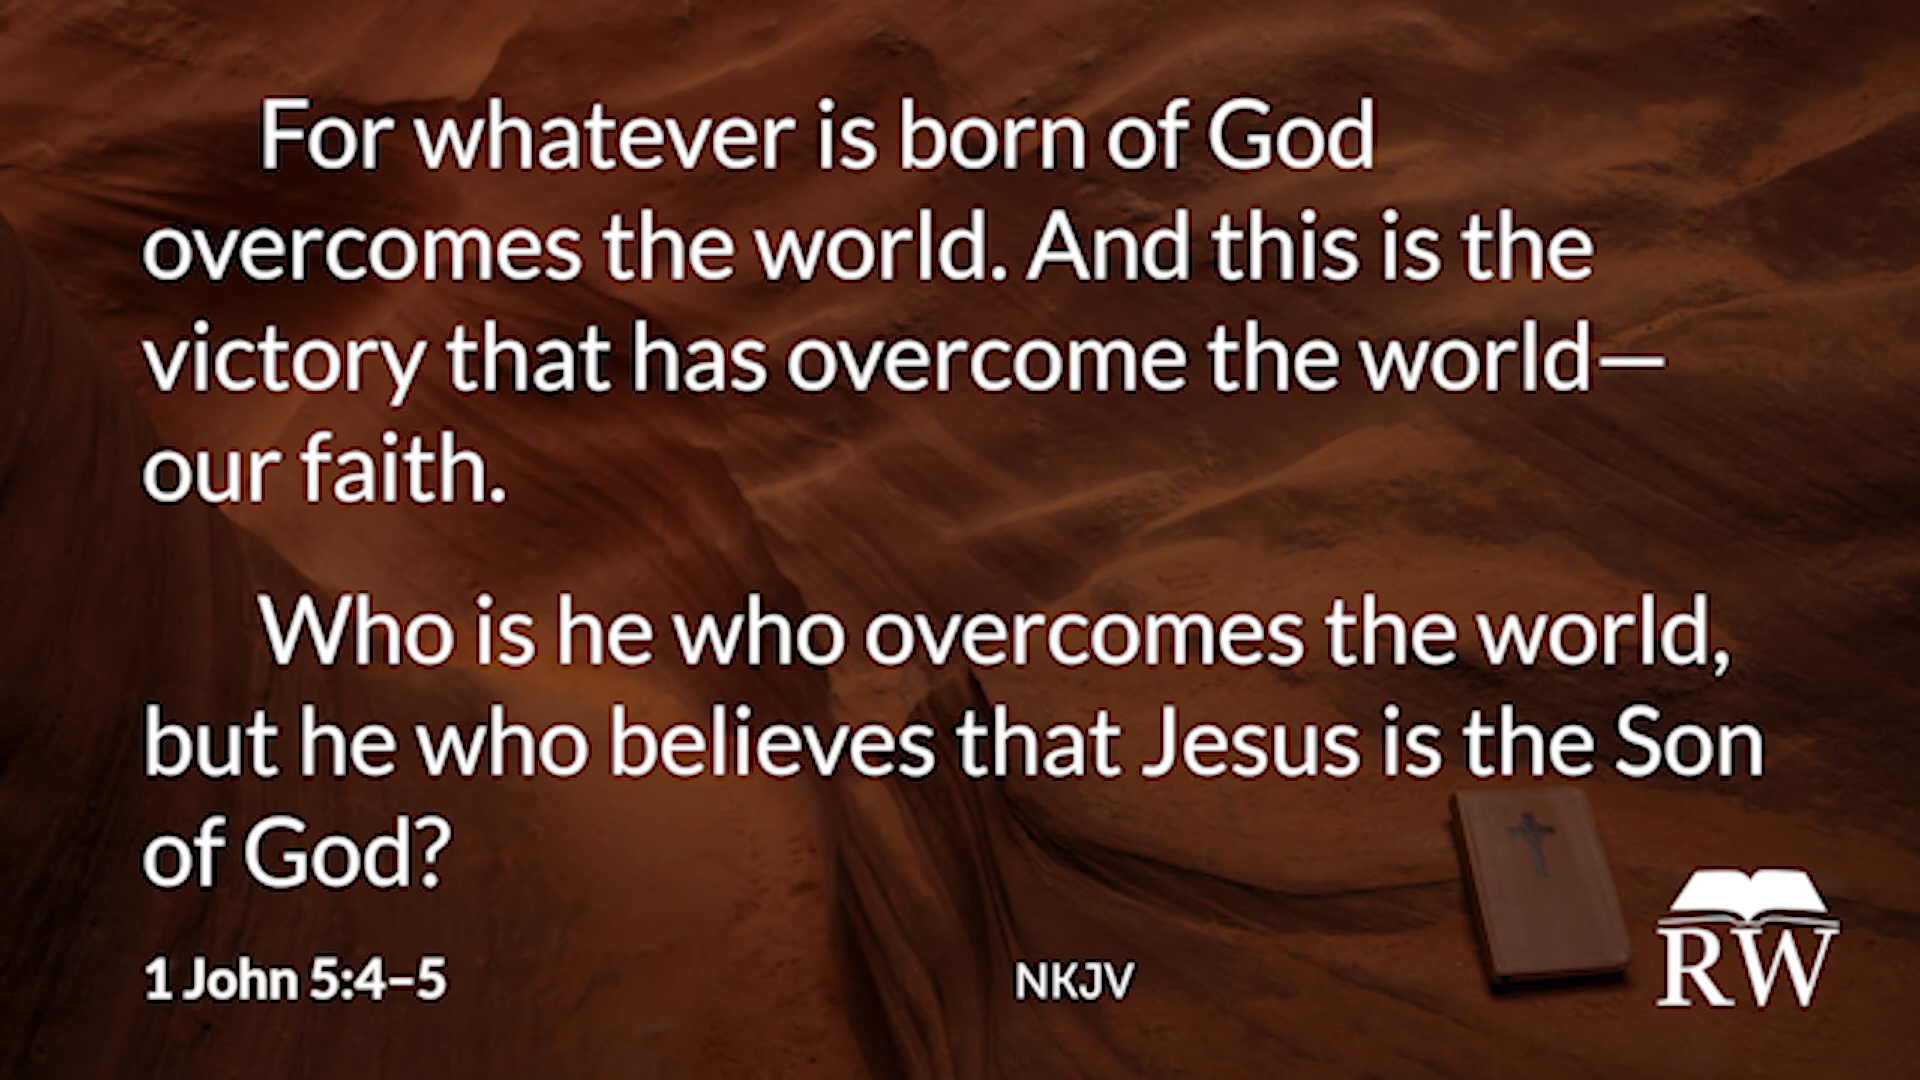 For whatever is born of God
overcomes the world. And this is the
victory that has overcome the world—
our faith.
Who is he who overcomes the world,
but he who believes that Jesus is the Son
of God?
1 John 5:4–5
NKJV
RW